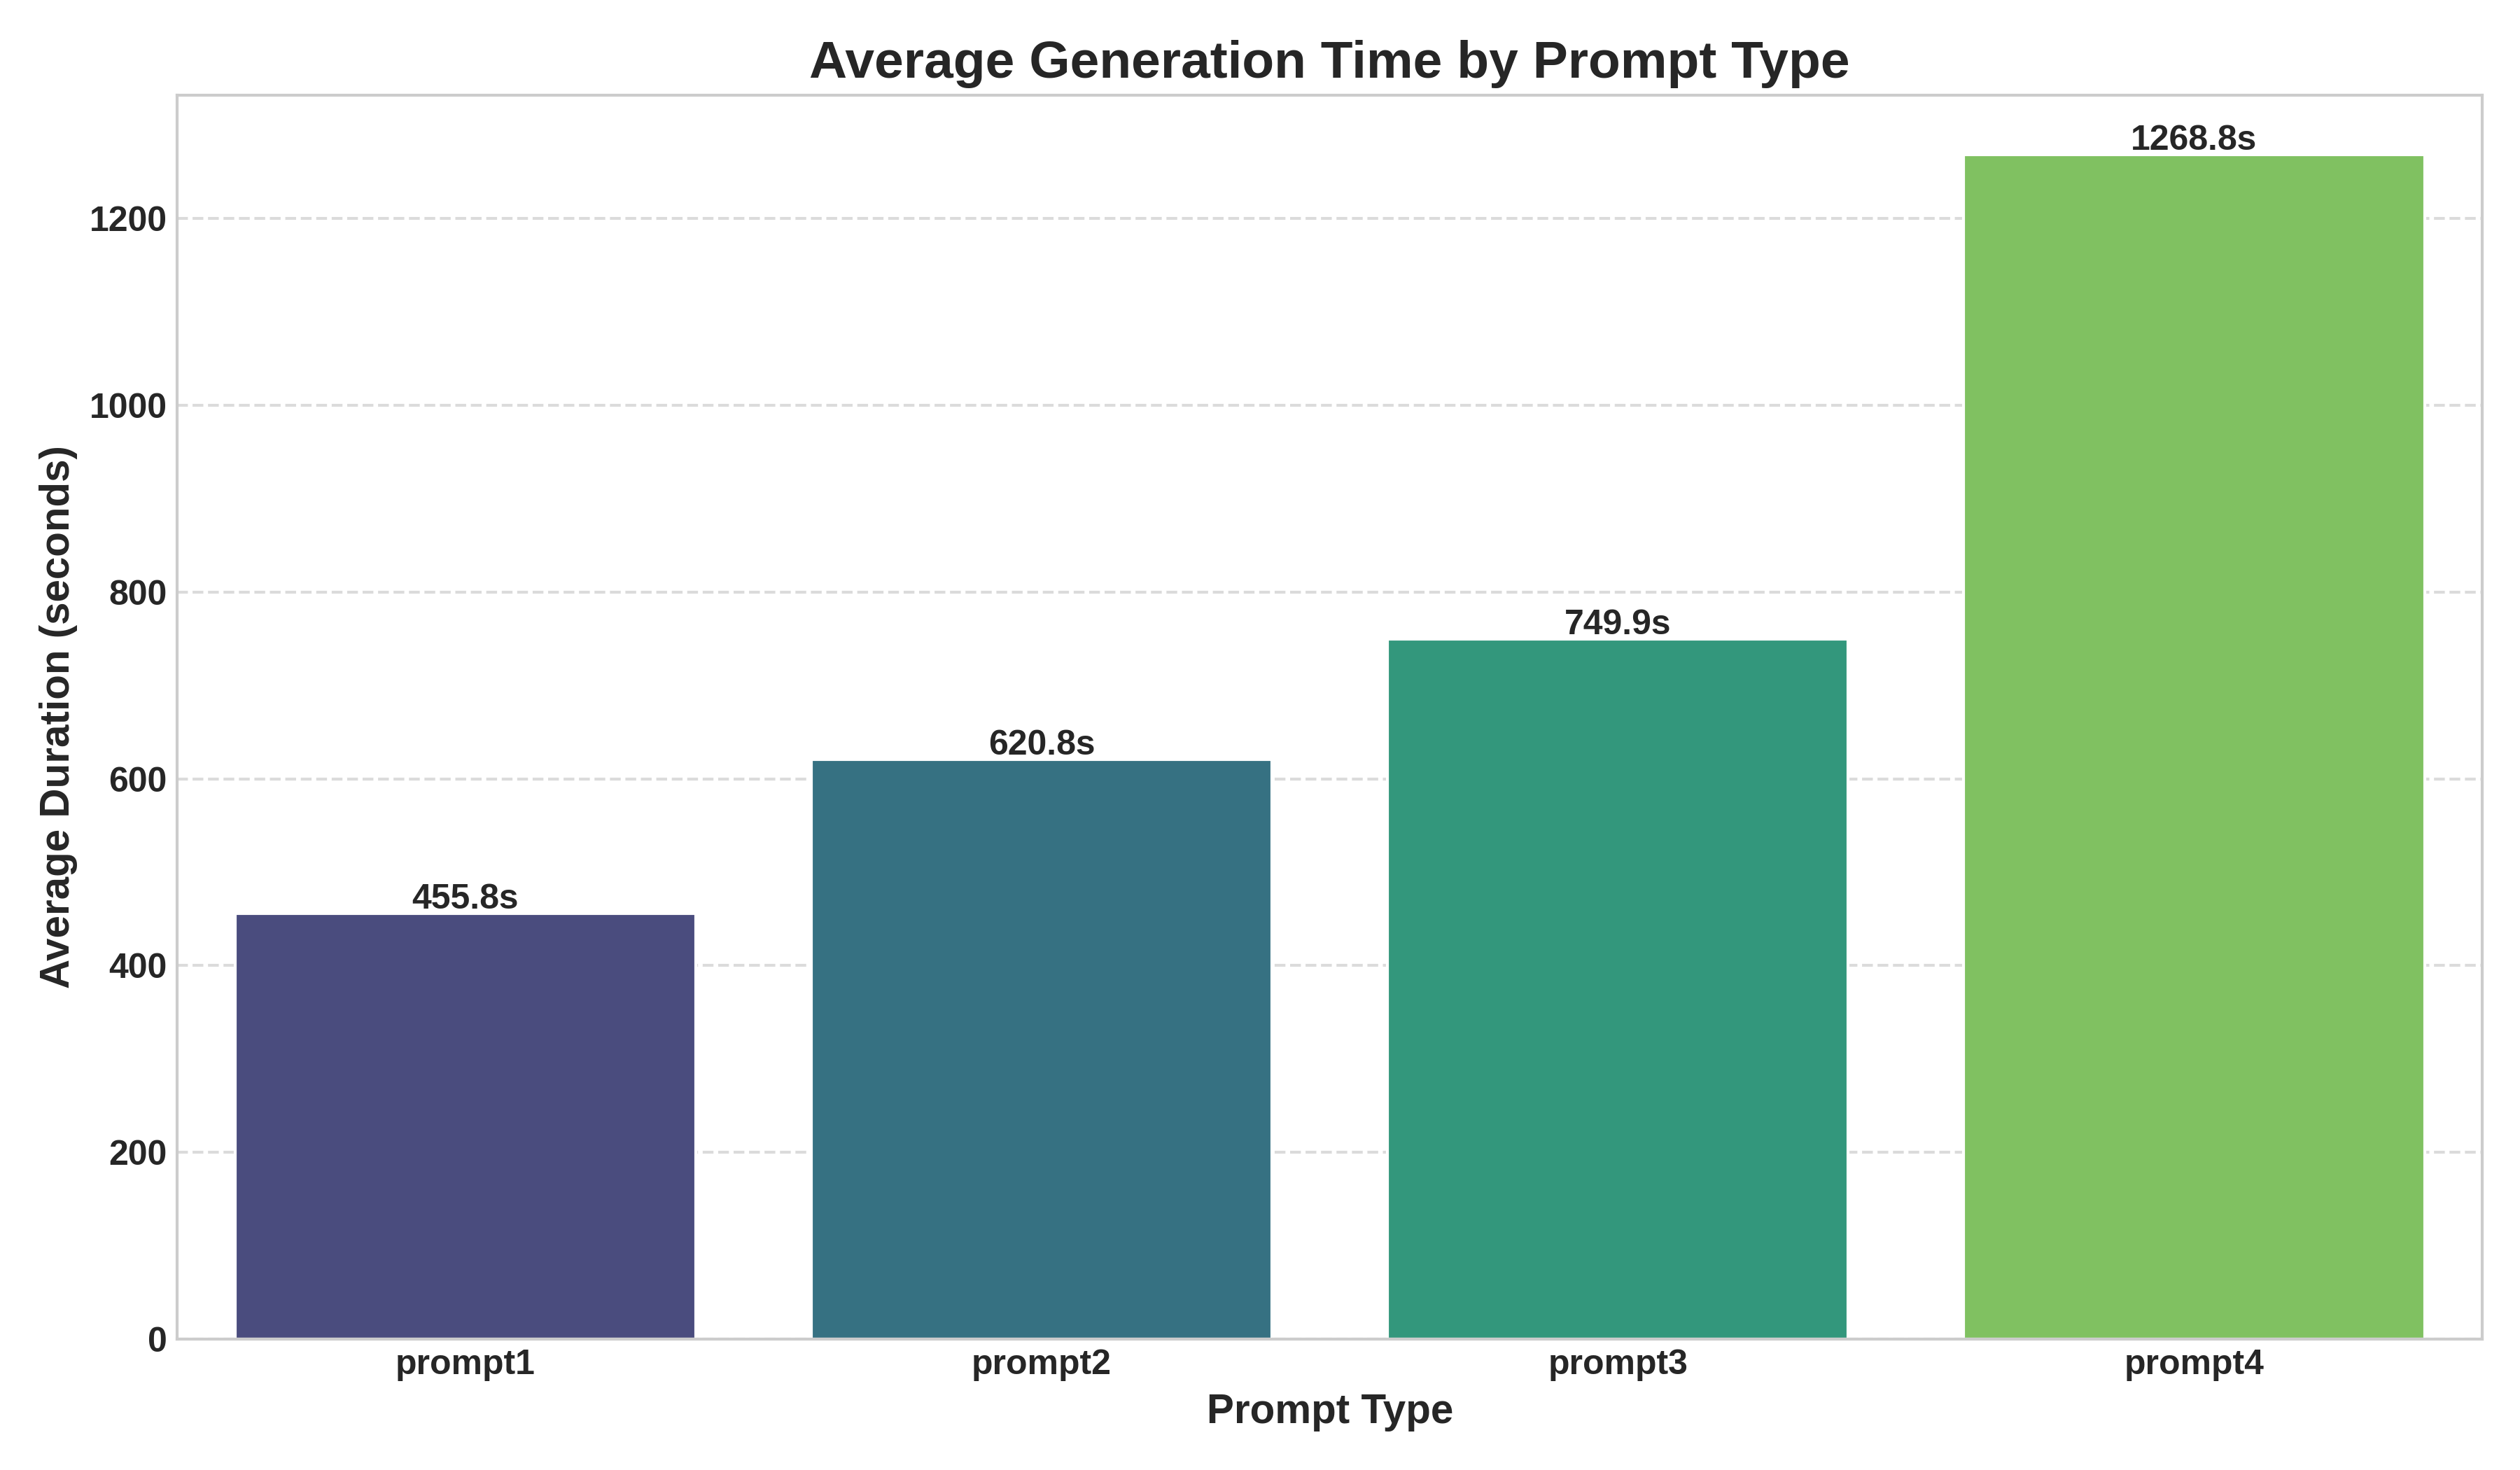 Average Generation Time by Prompt Type
1268.8s
1200
1000
800
749.9s
620.8s
600
455.8s
400
200
0
Average Duration (seconds)
prompt1
prompt2
prompt3
prompt4
Prompt Type